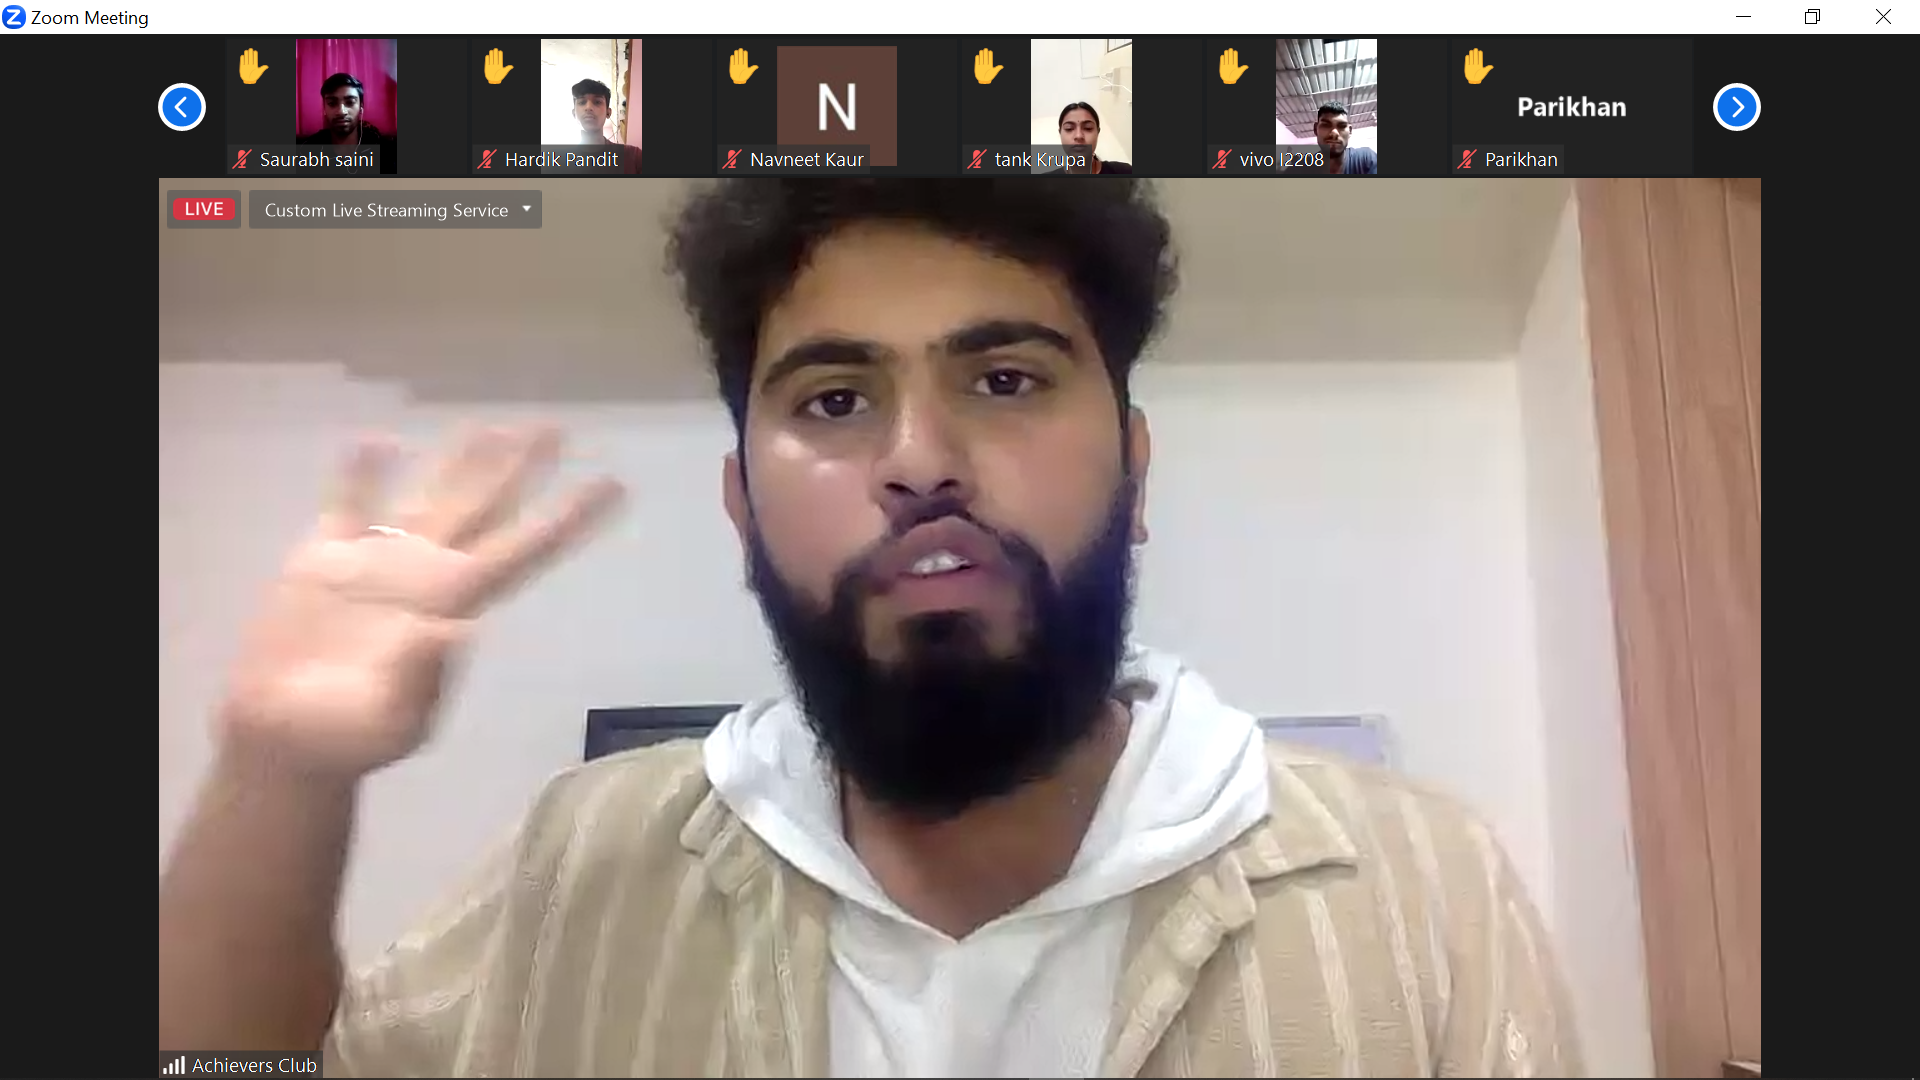 Zoom Meeting
Saurabh saini
Hardik Pandit
N
Navneet Kaur
tank Krupa
vivo I2208
Parikhan
Parikhan
LIVE
Custom Live Streaming Service
Achievers Club